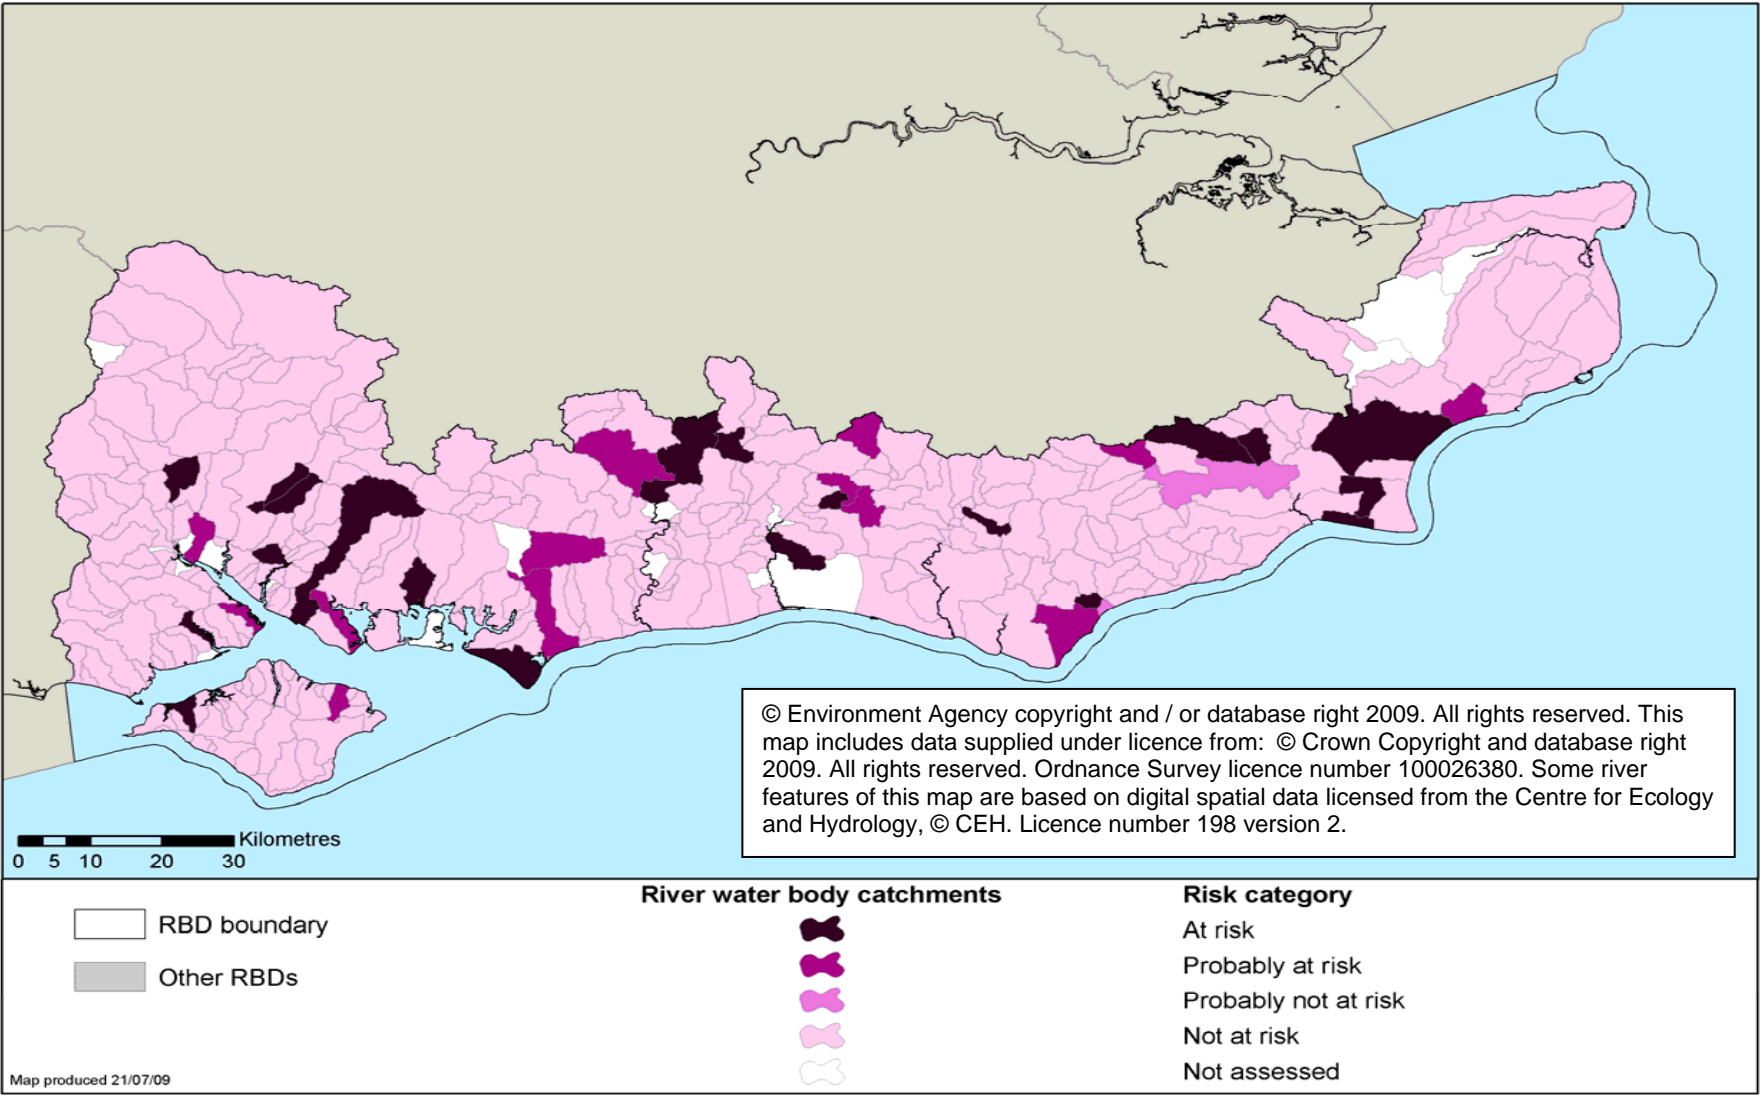 © Environment Agency copyright and / or database right 2009. All rights reserved. This
map includes data supplied under licence from:  © Crown Copyright and database right
2009. All rights reserved. Ordnance Survey licence number 100026380. Some river
features of this map are based on digital spatial data licensed from the Centre for Ecology
and Hydrology, © CEH. Licence number 198 version 2.
Kilometres
0 5 10 20 30
River water body catchments
Risk category
RBD boundary
Other RBDs
At risk
Probably at risk
Probably not at risk
Not at risk
Not assessed
Map produced 21/07/09